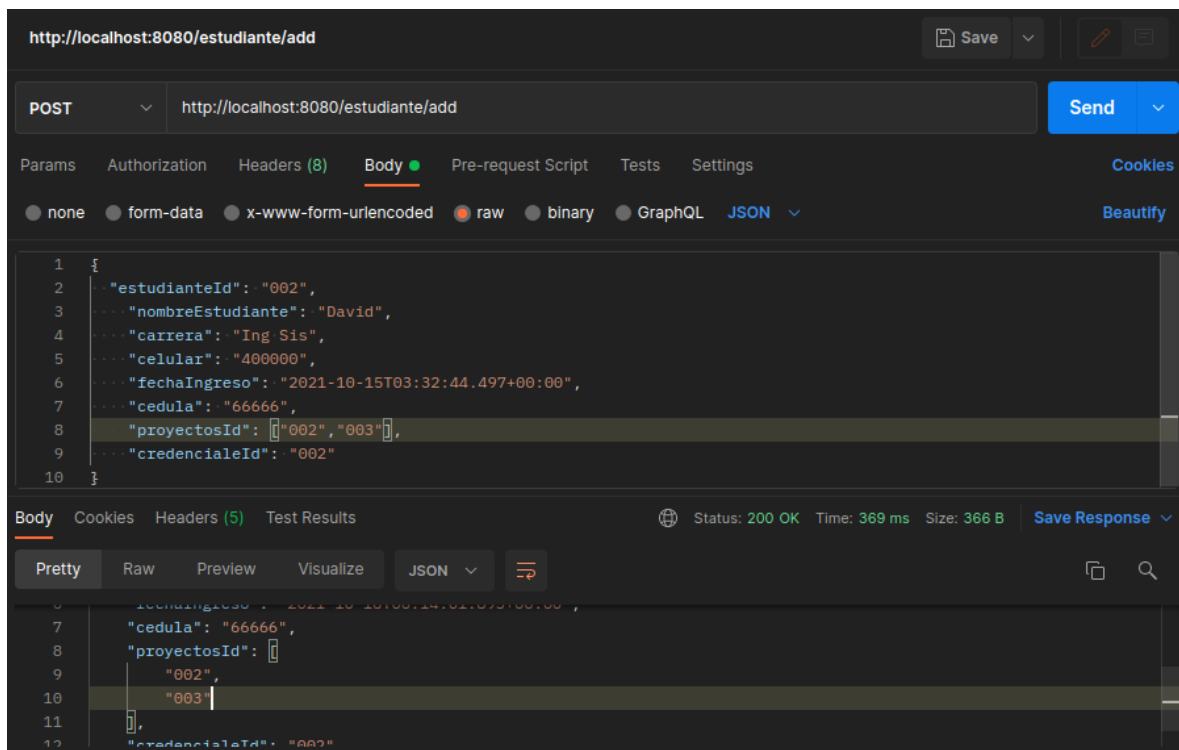 http://localhost:8080/estudiante/add Save
POST http://localhost:8080/estudiante/add Send
Params Authorization Headers (8) Body Pre-request Script Tests Settings Cookies
none form-data x-www-form-urlencoded raw binary GraphQL JSON Beautify
1 {
2 "estudianteId": "002",
3 "nombreEstudiante": "David",
4 "carrera": "Ing Sis",
5 "celular": "400000",
6 "fechaIngreso": "2021-10-15T03:32:44.497+00:00",
7 "cedula": "66666",
8 "proyectosId": ["002","003"],
9 "credencialeId": "002"
10 }
Body Cookies Headers (5) Test Results Status: 200 OK Time: 369 ms Size: 366 B Save Response
Pretty Raw Preview Visualize JSON
7 "cedula": "66666",
8 "proyectosId": [
9 "002",
10 "003"
11 ],
12 "credencialeId": "002"